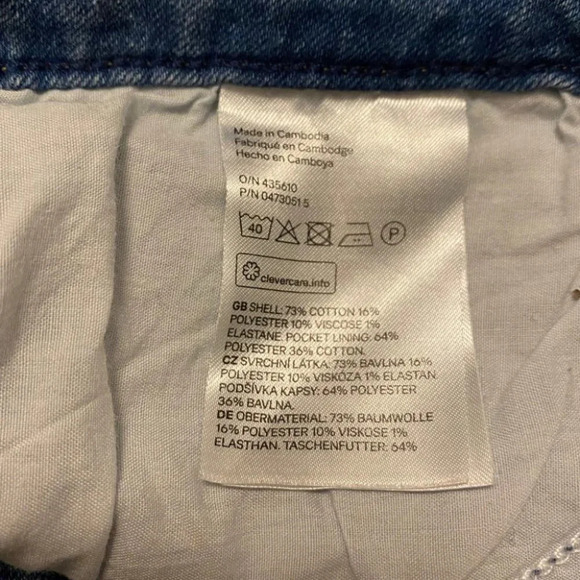 Made in Cambodia
Fabriqué en Cambodge
Hecho en Camboya
O/N 435610
P/N 04730515
40 P
clevercare.info
GB SHELL: 73% COTTON 16%
POLYESTER 10% VISCOSE 1%
ELASTANE. POCKET LINING: 64%
POLYESTER 36% COTTON.
CZ SVRCHNÍ LÁTKA: 73% BAVLNA 16%
POLYESTER 10% VISKÓZA 1% ELASTAN.
PODŠÍVKA KAPSY: 64% POLYESTER
36% BAVLNA.
DE OBERMATERIAL: 73% BAUMWOLLE
16% POLYESTER 10% VISKOSE 1%
ELASTHAN. TASCHENFUTTER: 64%